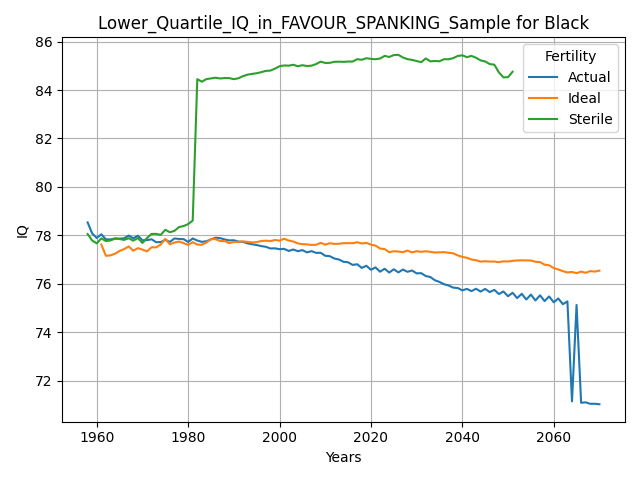 Lower_Quartile_IQ_in_FAVOUR_SPANKING_Sample for Black
86
84
82
80
78
76
74
72
IQ
1960
1980
2000
2020
2040
2060
Years
Fertility
Actual
Ideal
Sterile